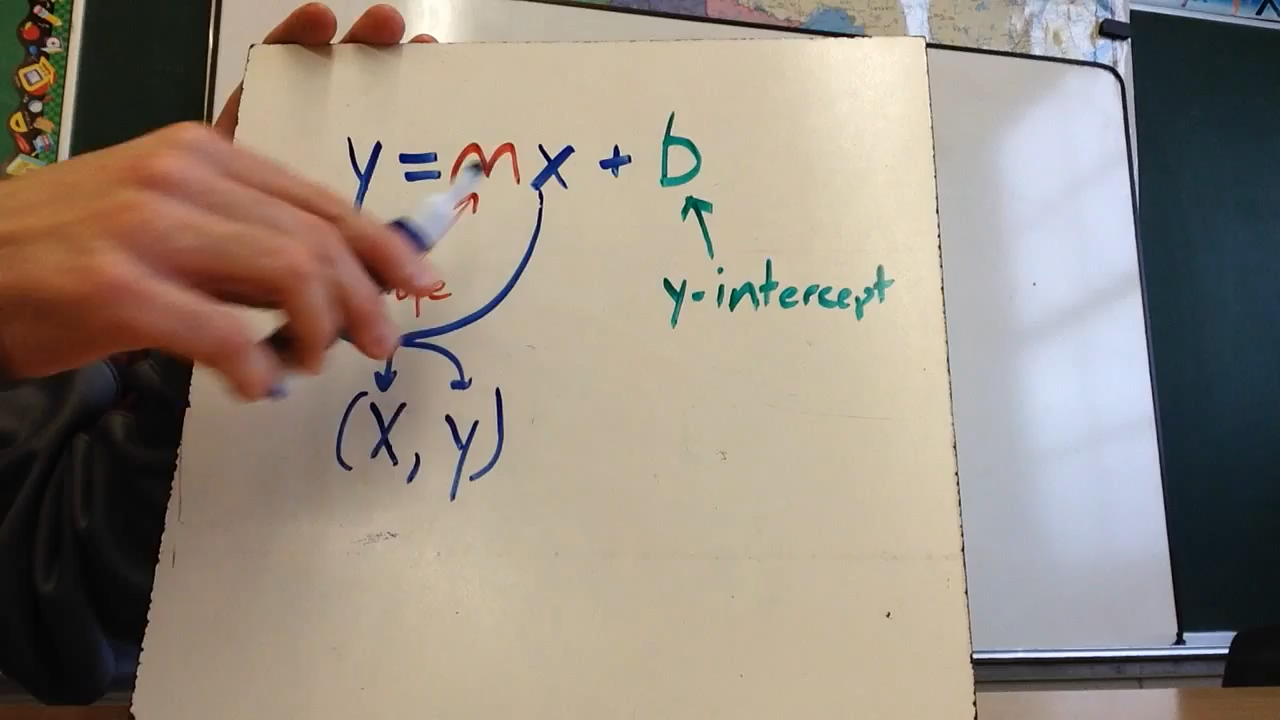 y = mx + b
y-intercept
(x, y)